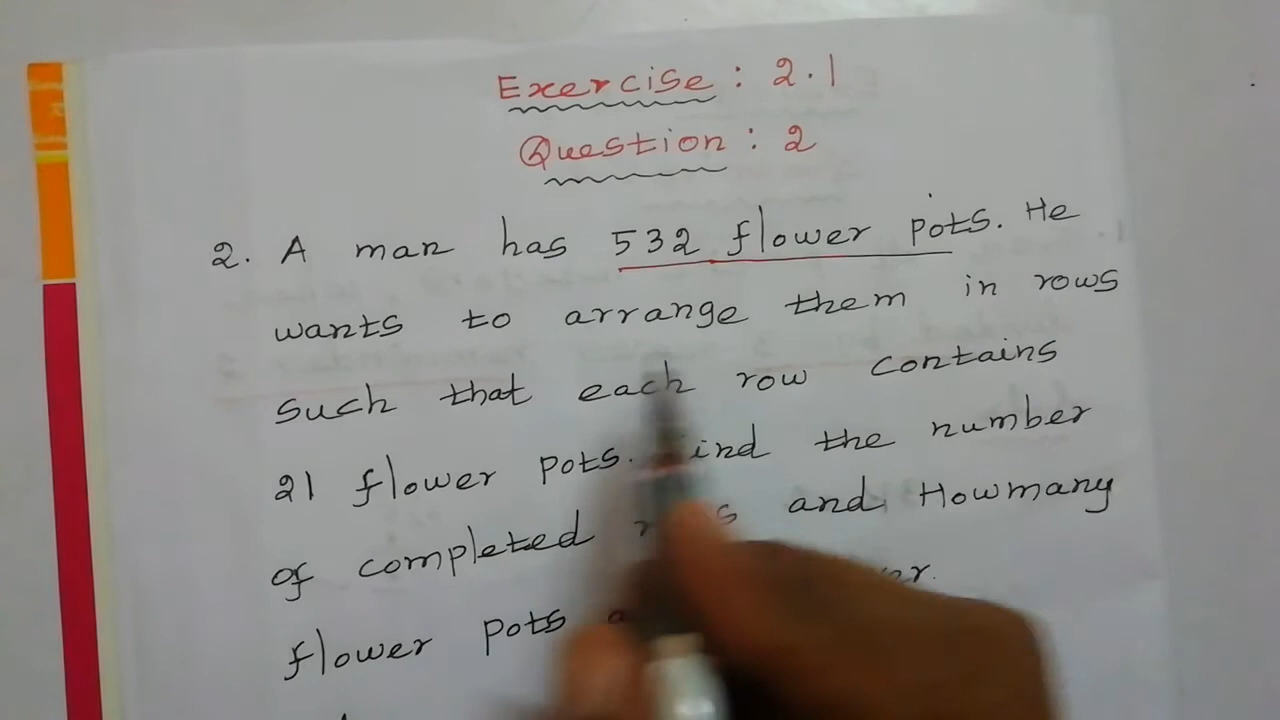 Exercise : 2.1
Question : 2
2. A man has 532 flower pots. He
wants to arrange them in rows
such that each row contains
21 flower pots. the number
of completed and Howmany
flower pots